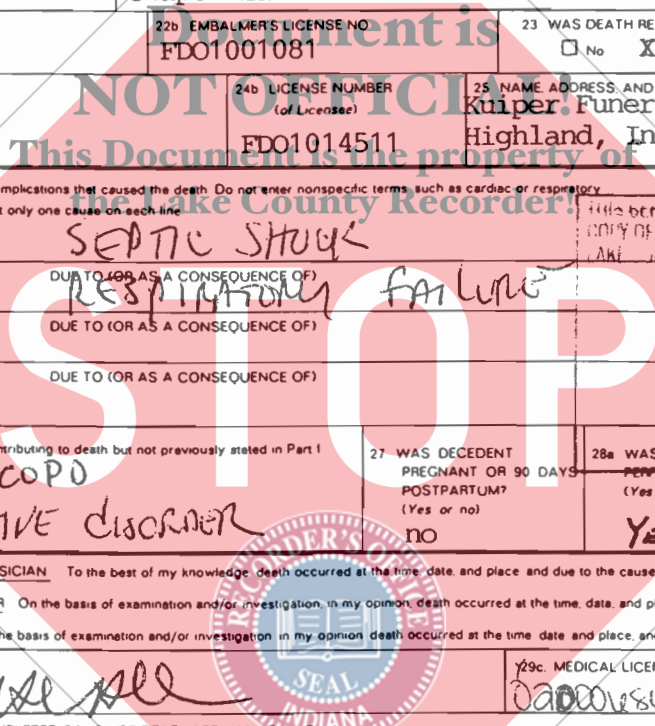 22b EMBALMER'S LICENSE NO
23 WAS DEATH RE
FDO1001081
No X
Document is
24b LICENSE NUMBER
25 NAME, ADDRESS, AND
(of Licensee)
Kuiper Funer
NOT OFFICIAL!
FDO1014511
Highland, In
This Document is the property of
mplications that caused the death Do not enter nonspecific terms such as cardiac or respiratory
the Lake County Recorder!
t only one cause on each line
COPY OF
SEPTIC SHOCK
DUE TO (OR AS A CONSEQUENCE OF)
RESPIRATORY FAILURE
DUE TO (OR AS A CONSEQUENCE OF)
STOP
DUE TO (OR AS A CONSEQUENCE OF)
ntributing to death but not previously stated in Part I
27 WAS DECEDENT
PREGNANT OR 90 DAYS
POSTPARTUM?
(Yes or no)
no
28a WAS
(Yes
COPD
IVE DISORDER
SICIAN To the best of my knowledge death occurred at the time, date, and place and due to the cause
R On the basis of examination and/or investigation, in my opinion, death occurred at the time, data, and pl
he basis of examination and/or investigation in my opinion death occurred at the time date and place, an
RECORDER'S OFFICE
SEAL
INDIANA
29c. MEDICAL LICE